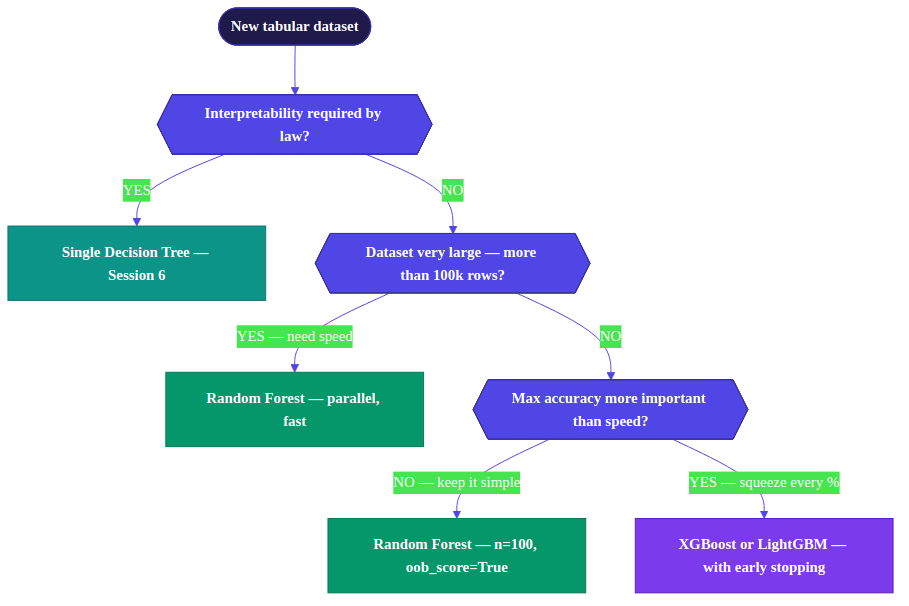 New tabular dataset
Interpretability required by
law?
YES
NO
Single Decision Tree —
Session 6
Dataset very large — more
than 100k rows?
YES — need speed
NO
Random Forest — parallel,
fast
Max accuracy more important
than speed?
NO — keep it simple
YES — squeeze every %
Random Forest — n=100,
oob_score=True
XGBoost or LightGBM —
with early stopping